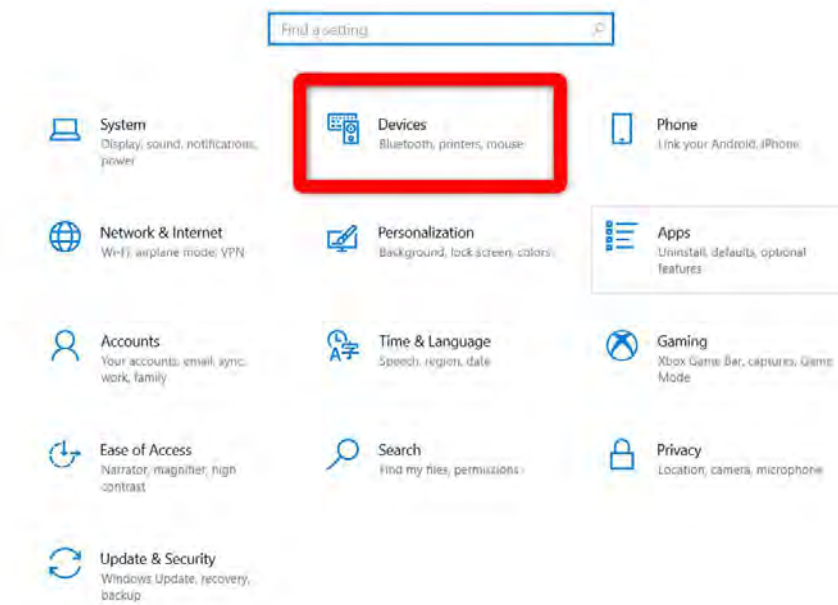 Find a setting
System
Display, sound, notifications,
power
Devices
Bluetooth, printers, mouse
Phone
Link your Android, iPhone
Network & Internet
Wi-Fi, airplane mode, VPN
Personalization
Background, lock screen, colors
Apps
Uninstall, defaults, optional
features
Accounts
Your accounts, email, sync,
work, family
Time & Language
Speech, region, date
Gaming
Xbox Game Bar, captures, Game
Mode
Ease of Access
Narrator, magnifier, high
contrast
Search
Find my files, permissions
Privacy
Location, camera, microphone
Update & Security
Windows Update, recovery,
backup